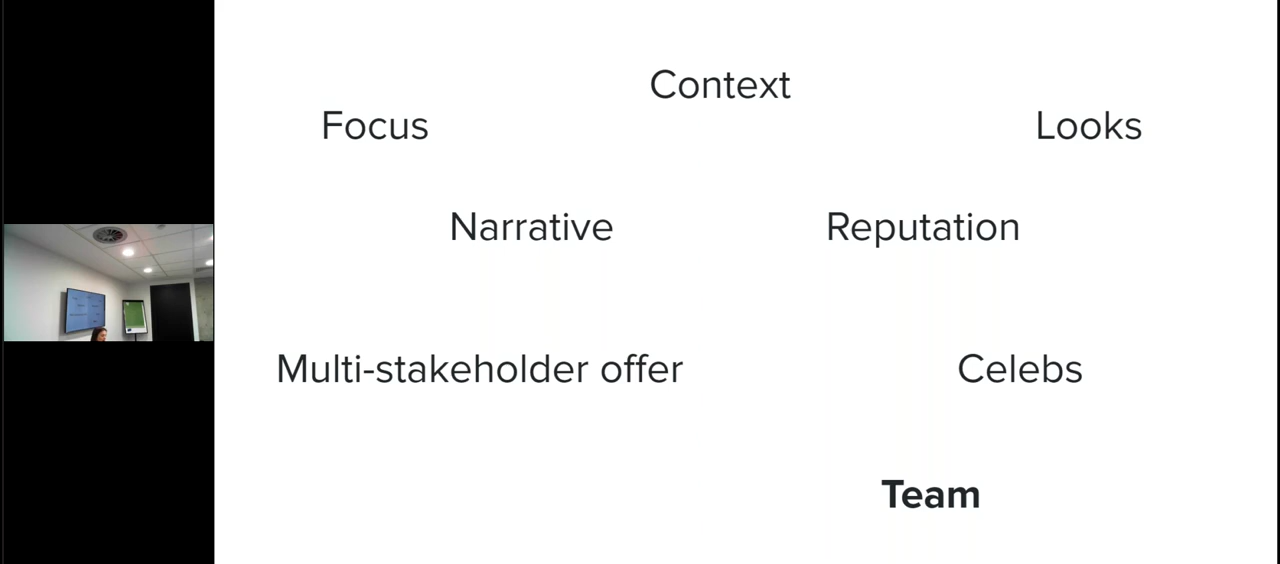 Context
Focus
Looks
Narrative
Reputation
Multi-stakeholder offer
Celebs
Team